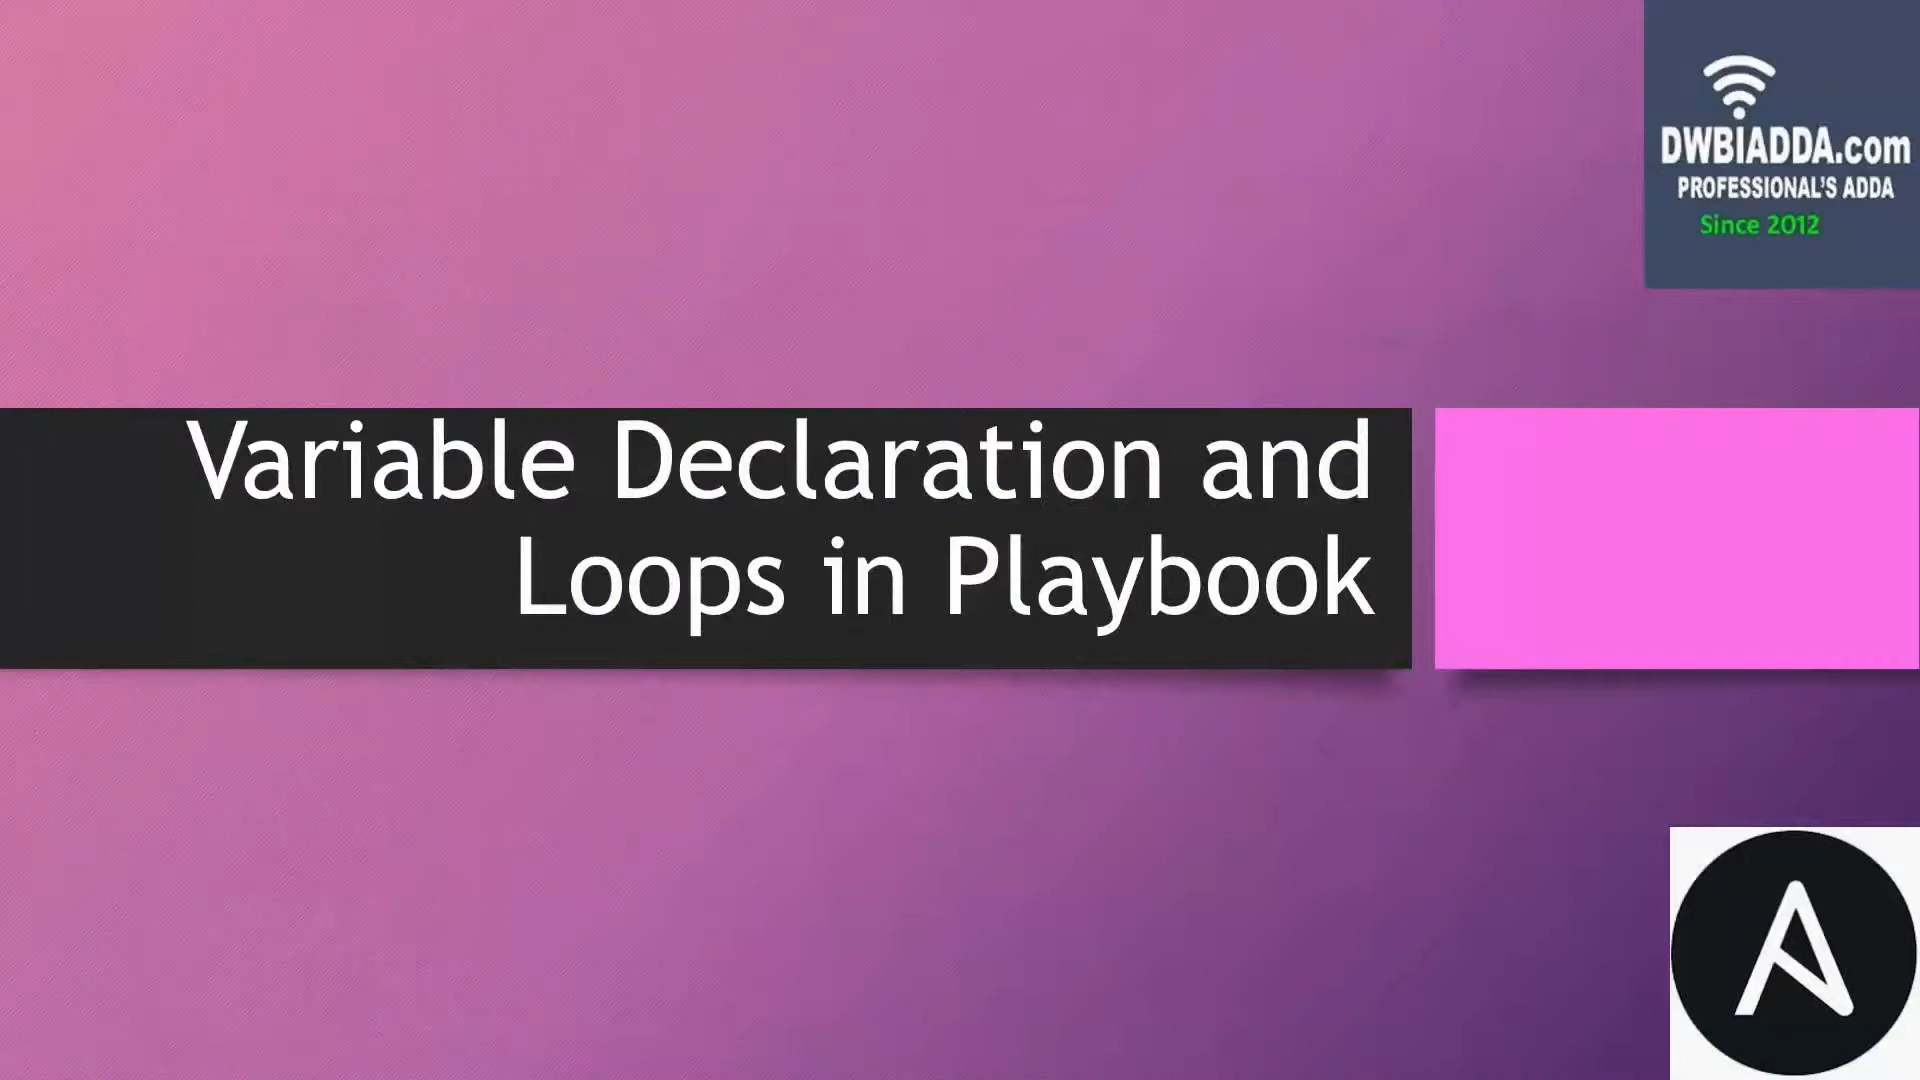 DWBIADDA.com
PROFESSIONAL'S ADDA
Since 2012
Variable Declaration and
Loops in Playbook